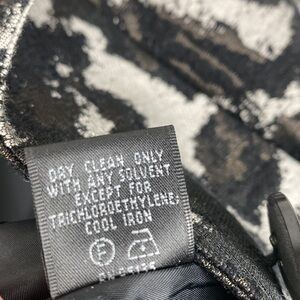 DRY CLEAN ONLY
WITH ANY SOLVENT
EXCEPT FOR
TRICHLOROETHYLENE,
COOL IRON
P